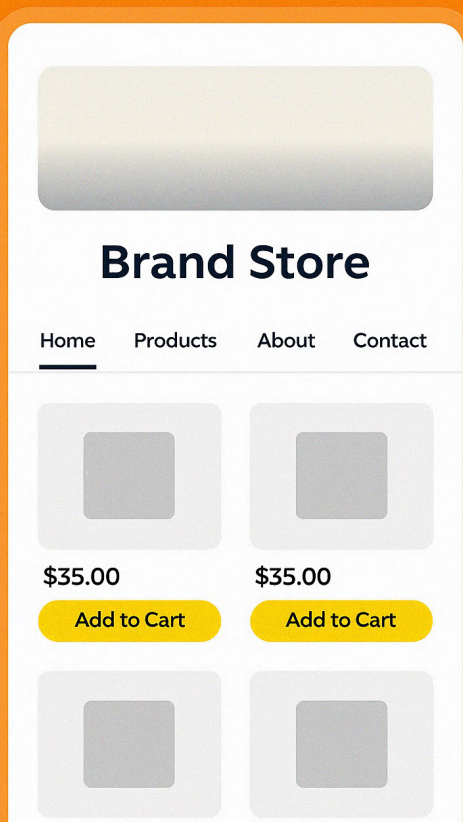 Brand Store
Home Products About Contact
$35.00 $35.00
Add to Cart Add to Cart